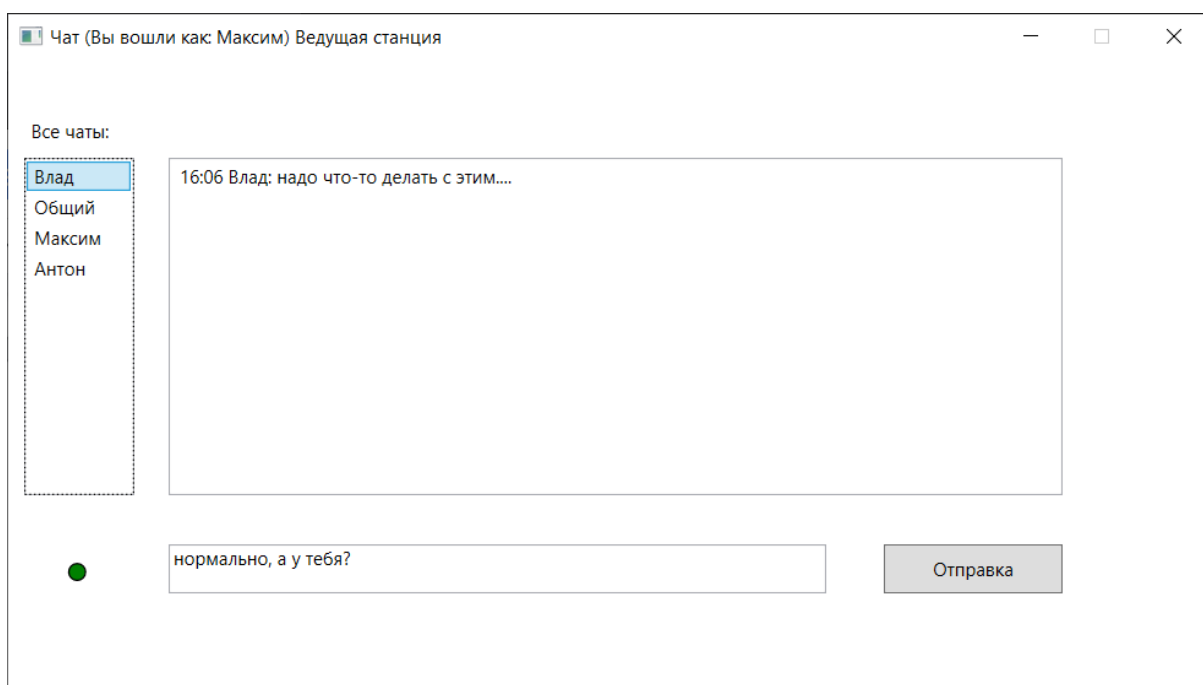 Чат (Вы вошли как: Максим) Ведущая станция
Все чаты:
Влад
Общий
Максим
Антон
16:06 Влад: надо что-то делать с этим....
нормально, а у тебя?
Отправка